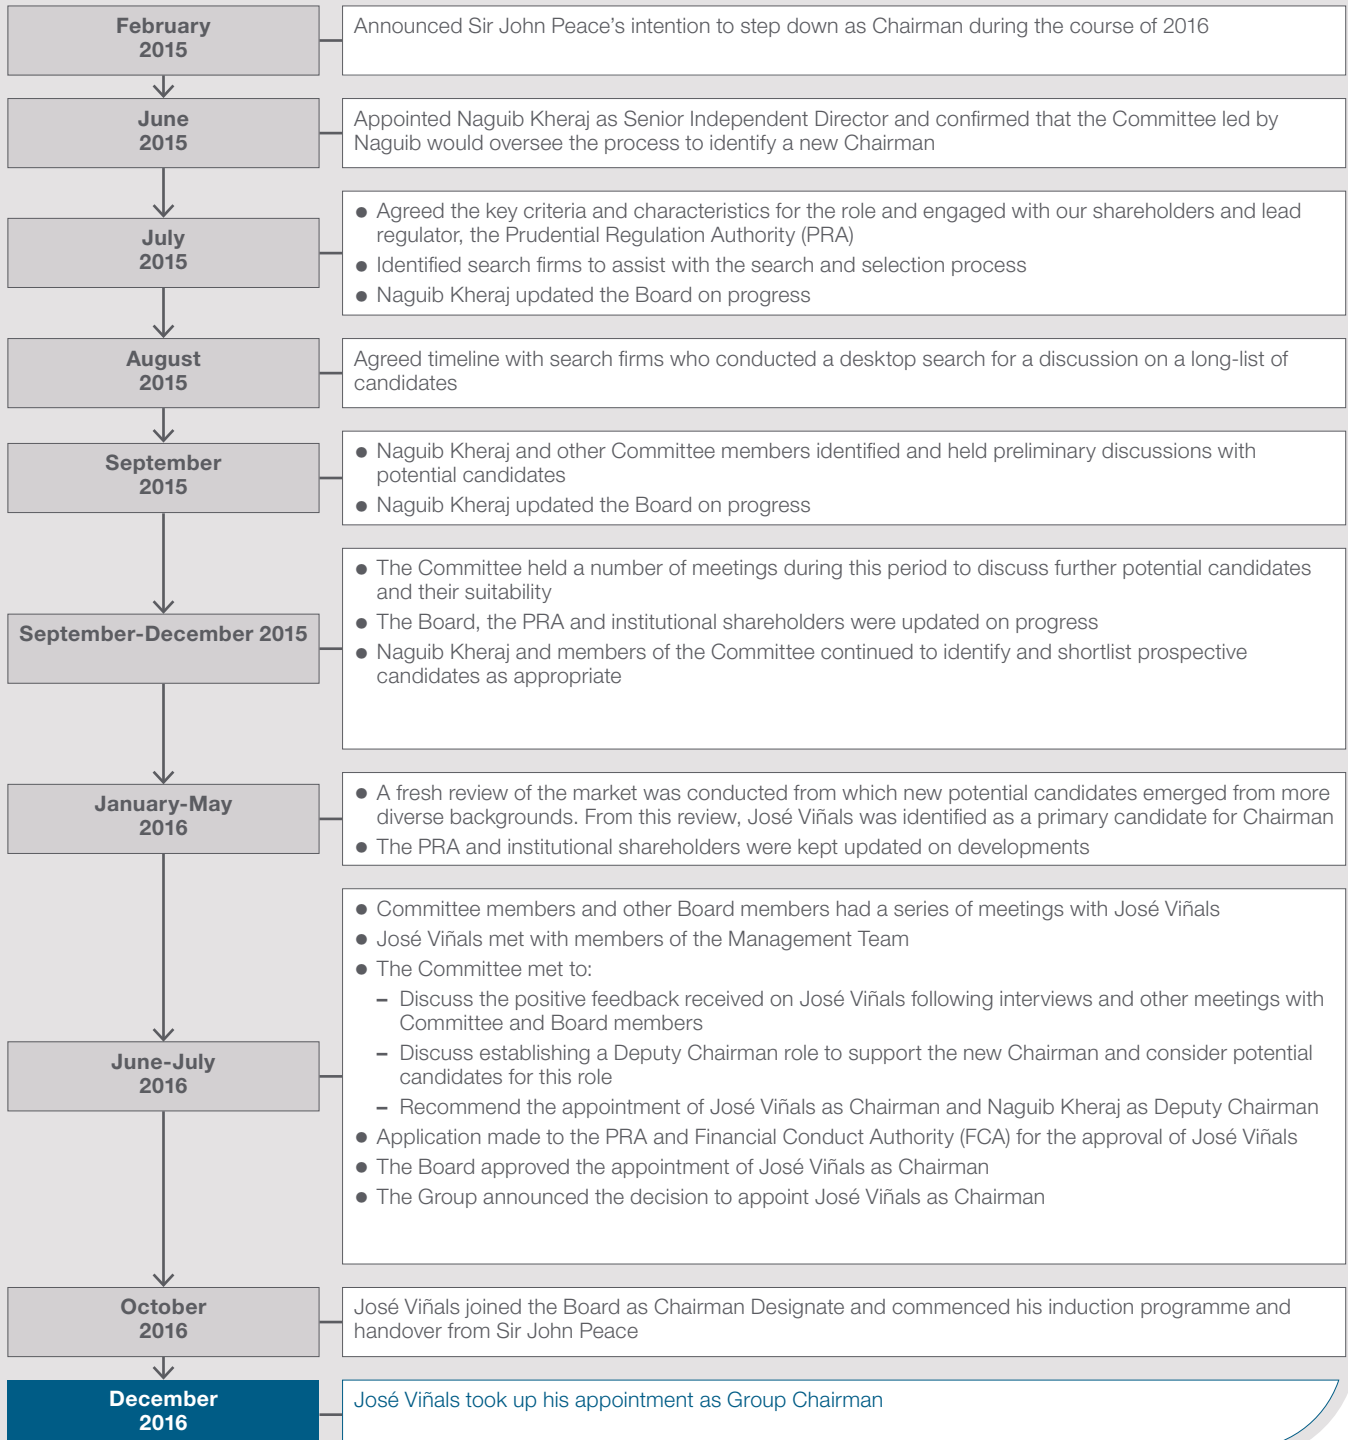 February
2015
Announced Sir John Peace’s intention to step down as Chairman during the course of 2016
June
2015
Appointed Naguib Kheraj as Senior Independent Director and confirmed that the Committee led by
Naguib would oversee the process to identify a new Chairman
July
2015
● Agreed the key criteria and characteristics for the role and engaged with our shareholders and lead
regulator, the Prudential Regulation Authority (PRA)
● Identified search firms to assist with the search and selection process
● Naguib Kheraj updated the Board on progress
August
2015
Agreed timeline with search firms who conducted a desktop search for a discussion on a long-list of
candidates
September
2015
● Naguib Kheraj and other Committee members identified and held preliminary discussions with
potential candidates
● Naguib Kheraj updated the Board on progress
September-December 2015
● The Committee held a number of meetings during this period to discuss further potential candidates
and their suitability
● The Board, the PRA and institutional shareholders were updated on progress
● Naguib Kheraj and members of the Committee continued to identify and shortlist prospective
candidates as appropriate
January-May
2016
● A fresh review of the market was conducted from which new potential candidates emerged from more
diverse backgrounds. From this review, José Viñals was identified as a primary candidate for Chairman
● The PRA and institutional shareholders were kept updated on developments
June-July
2016
● Committee members and other Board members had a series of meetings with José Viñals
● José Viñals met with members of the Management Team
● The Committee met to:
– Discuss the positive feedback received on José Viñals following interviews and other meetings with
Committee and Board members
– Discuss establishing a Deputy Chairman role to support the new Chairman and consider potential
candidates for this role
– Recommend the appointment of José Viñals as Chairman and Naguib Kheraj as Deputy Chairman
● Application made to the PRA and Financial Conduct Authority (FCA) for the approval of José Viñals
● The Board approved the appointment of José Viñals as Chairman
● The Group announced the decision to appoint José Viñals as Chairman
October
2016
José Viñals joined the Board as Chairman Designate and commenced his induction programme and
handover from Sir John Peace
December
2016
José Viñals took up his appointment as Group Chairman